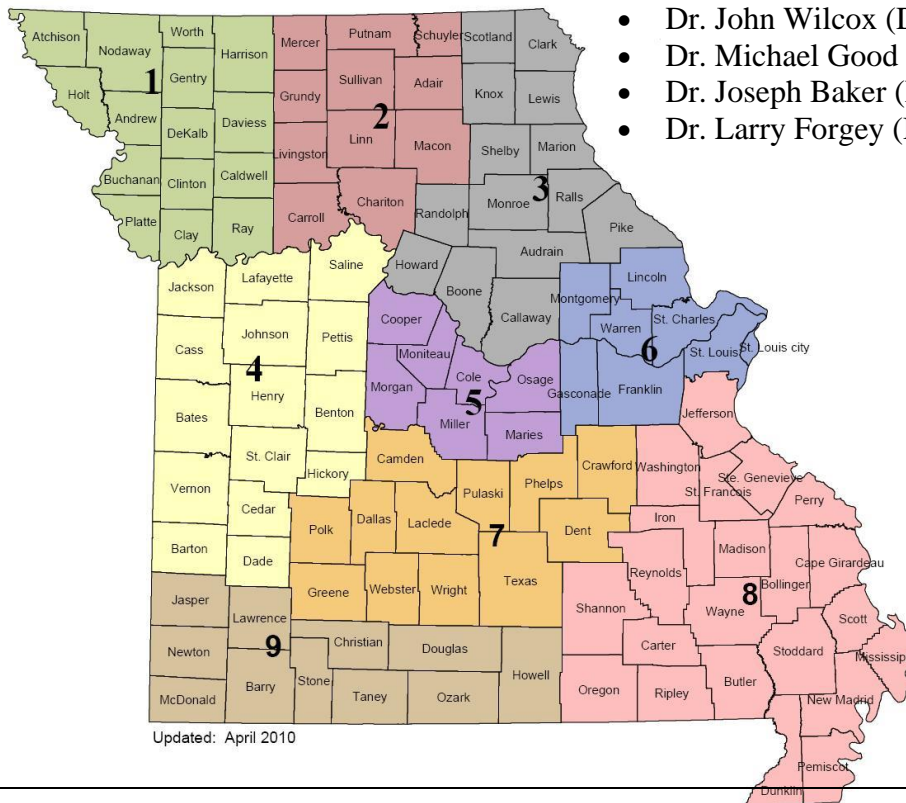 • Dr. John Wilcox (D
• Dr. Michael Good
• Dr. Joseph Baker (
• Dr. Larry Forgey (
Atchison
Nodaway
Worth
Harrison
Mercer
Putnam
Schuyler
Scotland
Clark
Holt
1
Gentry
Grundy
Sullivan
Adair
Knox
Lewis
Andrew
DeKalb
Daviess
2
Linn
Macon
Livingston
Shelby
Marion
Buchanan
Clinton
Caldwell
Chariton
Randolph
Monroe
3
Ralls
Platte
Clay
Ray
Carroll
Pike
Audrain
Jackson
Lafayette
Saline
Howard
Boone
Callaway
Montgomery
Lincoln
Cass
Johnson
Pettis
Cooper
Moniteau
Warren
St. Charles
4
Henry
Morgan
Cole
5
Osage
6
St. Louis
St. Louis city
Bates
Benton
Miller
Maries
Gasconade
Franklin
Jefferson
St. Clair
Hickory
Camden
Pulaski
Phelps
Crawford
Washington
Ste. Genevieve
St. Francois
Perry
Vernon
Cedar
Polk
Dallas
Laclede
7
Dent
Iron
Madison
Cape Girardeau
Barton
Dade
Greene
Webster
Wright
Texas
Reynolds
Bollinger
8
Wayne
Jasper
Lawrence
Shannon
Scott
Newton
9
Christian
Douglas
Howell
Carter
Stoddard
Mississip
McDonald
Barry
Stone
Taney
Ozark
Oregon
Ripley
Butler
New Madrid
Pemiscot
Dunklin
Updated: April 2010